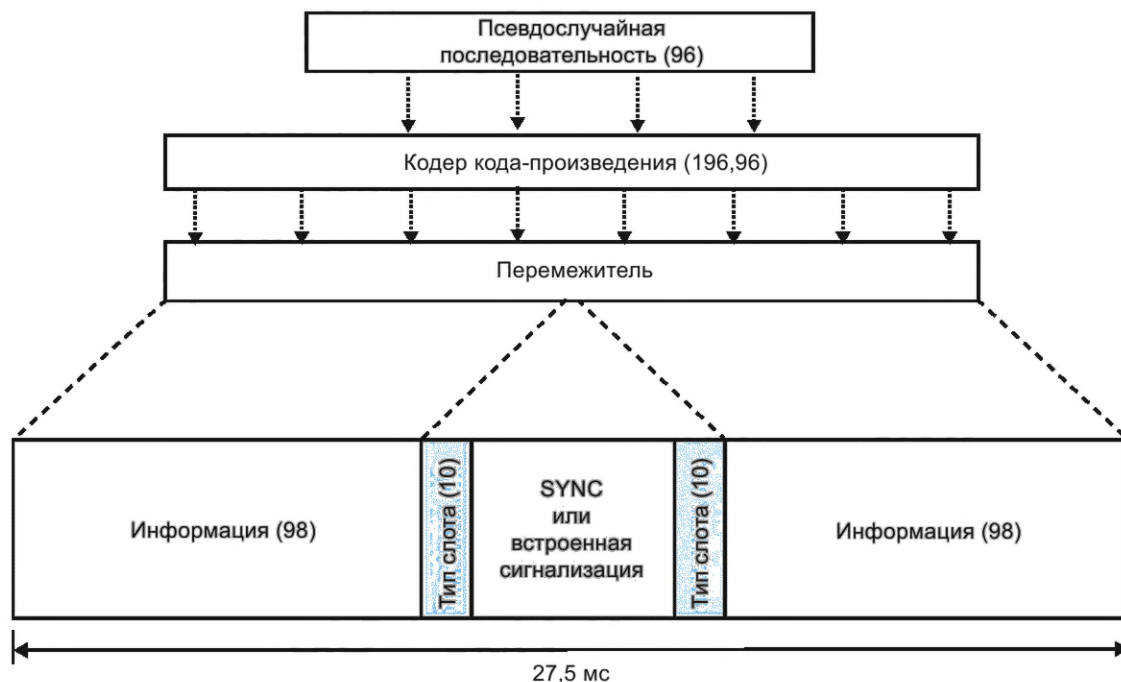 Псевдослучайная
последовательность (96)
Кодер кода-произведения (196,96)
Перемежитель
Информация (98)
Тип слота (10)
SYNC
или
встроенная
сигнализация
Тип слота (10)
Информация (98)
27,5 мс